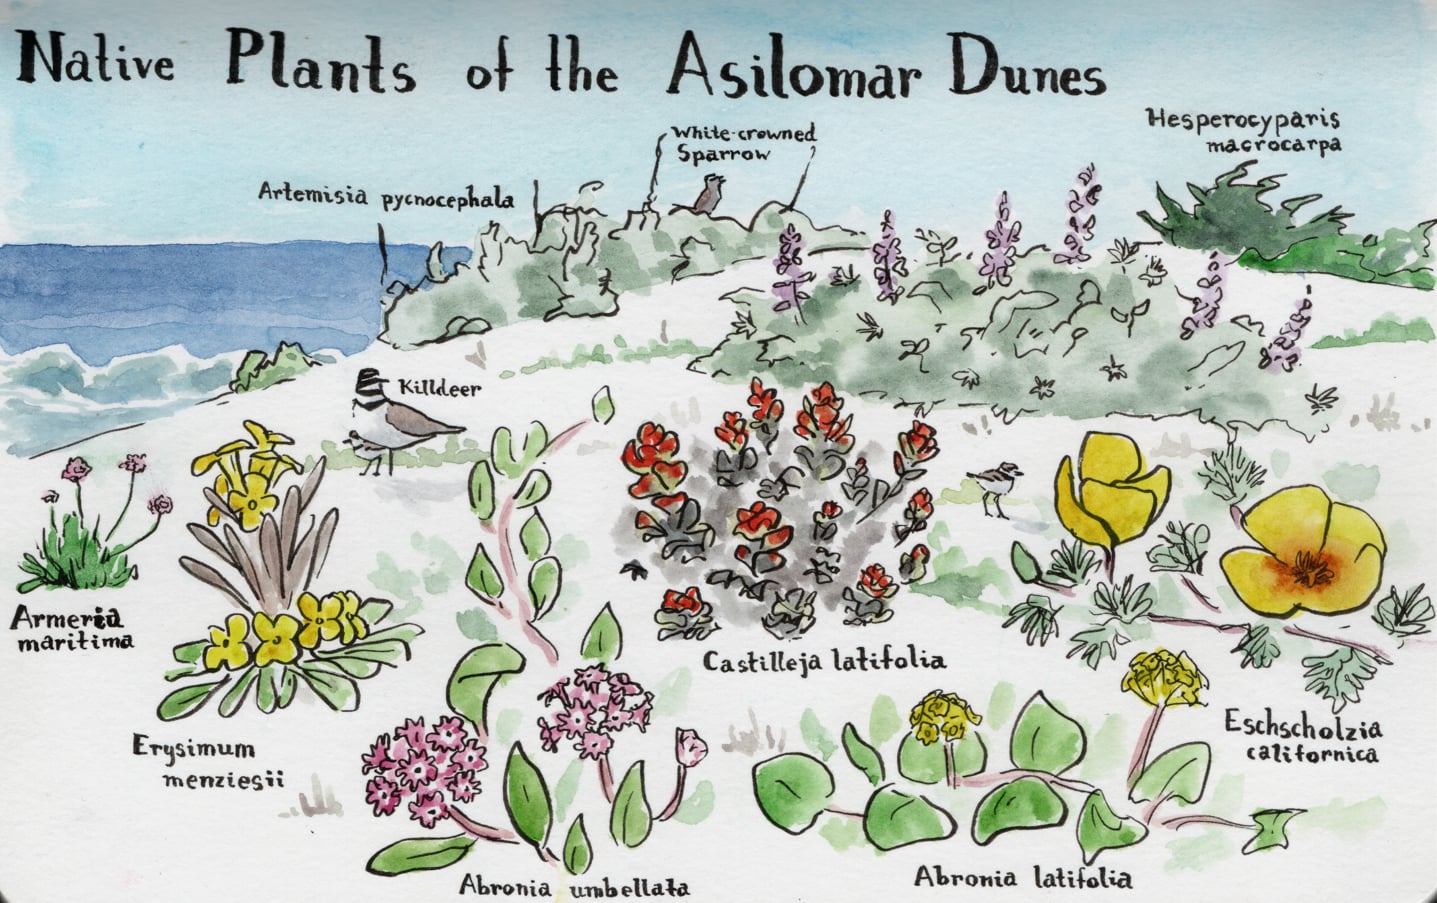 Native Plants of the Asilomar Dunes
Hesperocyparis
macrocarpa
White-crowned
Sparrow
Artemisia pycnocephala
Killdeer
Armeria
maritima
Castilleja latifolia
Eschscholzia
californica
Erysimum
menziesii
Abronia umbellata
Abronia latifolia